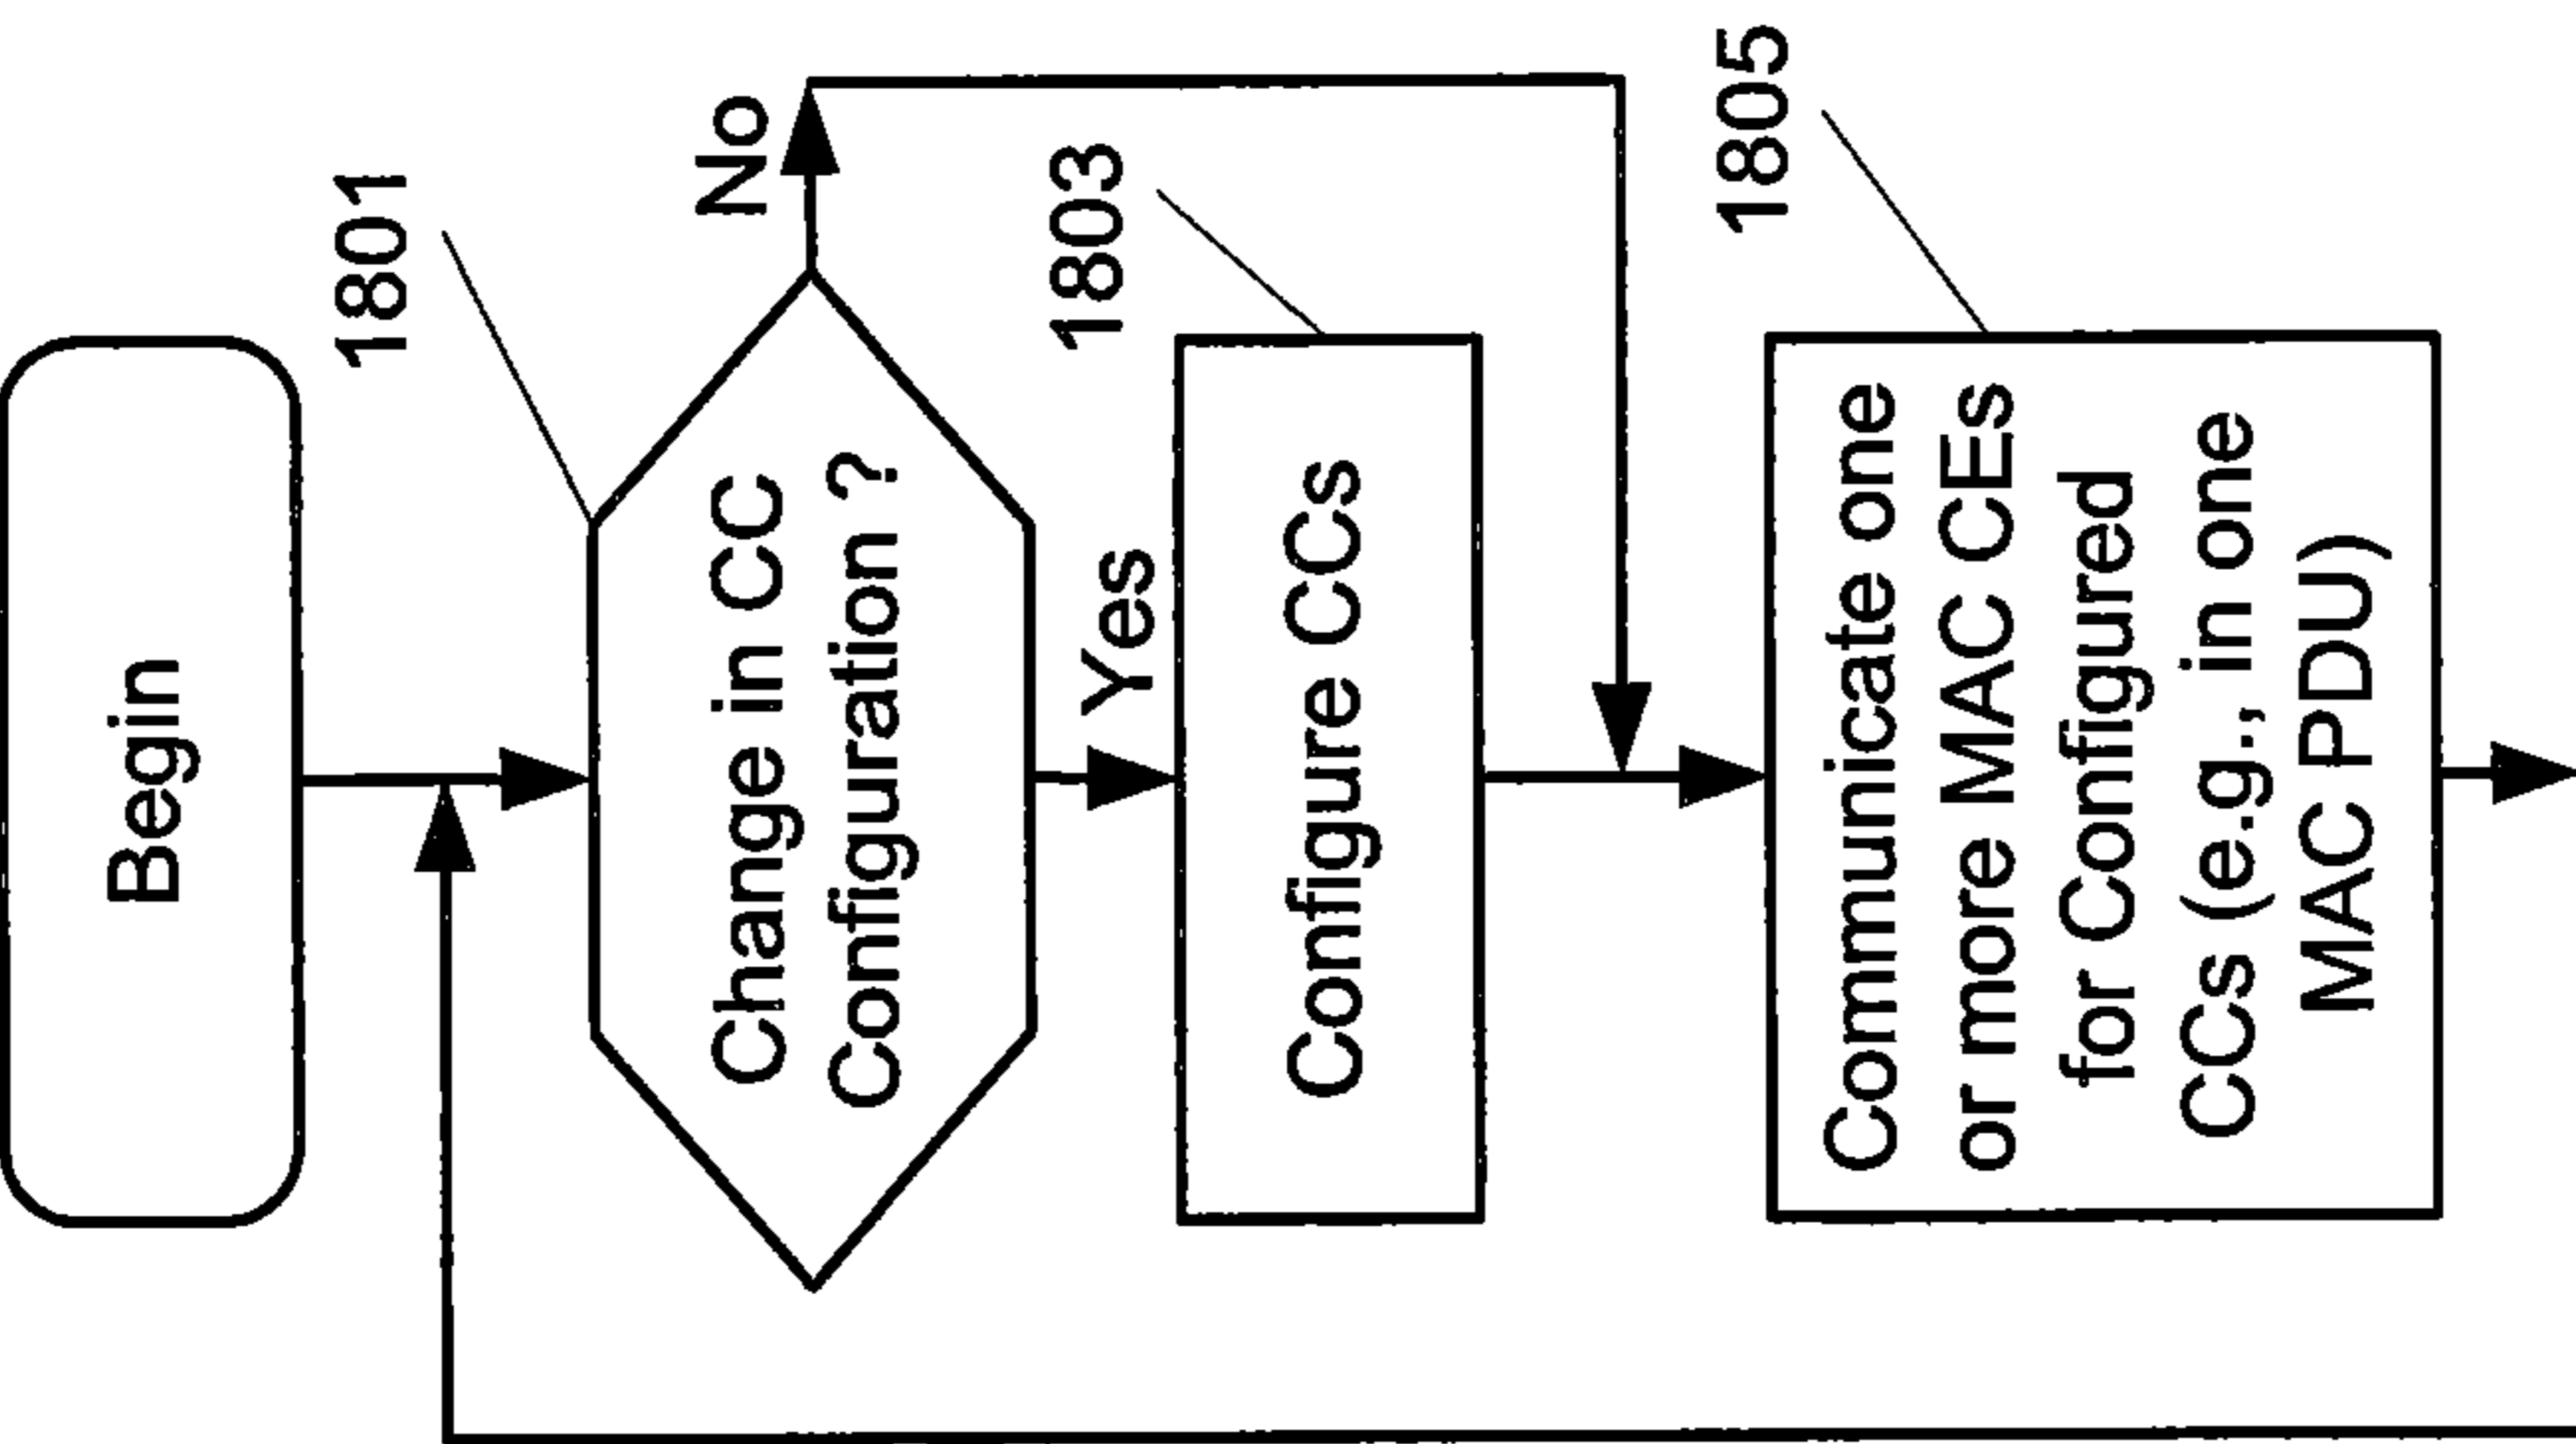 Begin
1801
Change in CC
Configuration ?
No
Yes
1803
Configure CCs
1805
Communicate one
or more MAC CEs
for Configured
CCs (e.g., in one
MAC PDU)